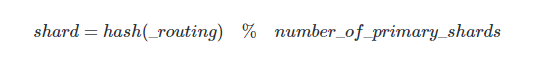 shard = hash(_routing) % number_of_primary_shards